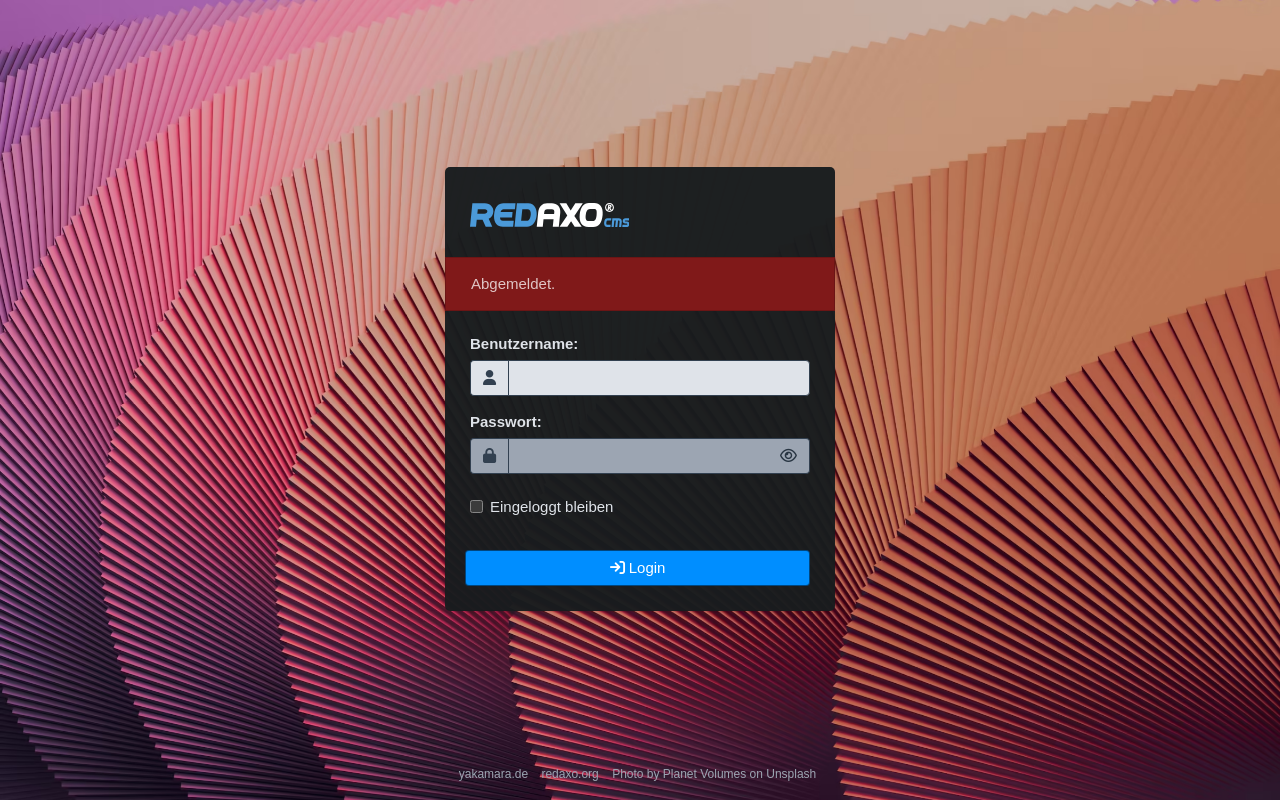 REDAXO® cms
Abgemeldet.
Benutzername:
Passwort:
Eingeloggt bleiben
Login
yakamara.de redaxo.org Photo by Planet Volumes on Unsplash